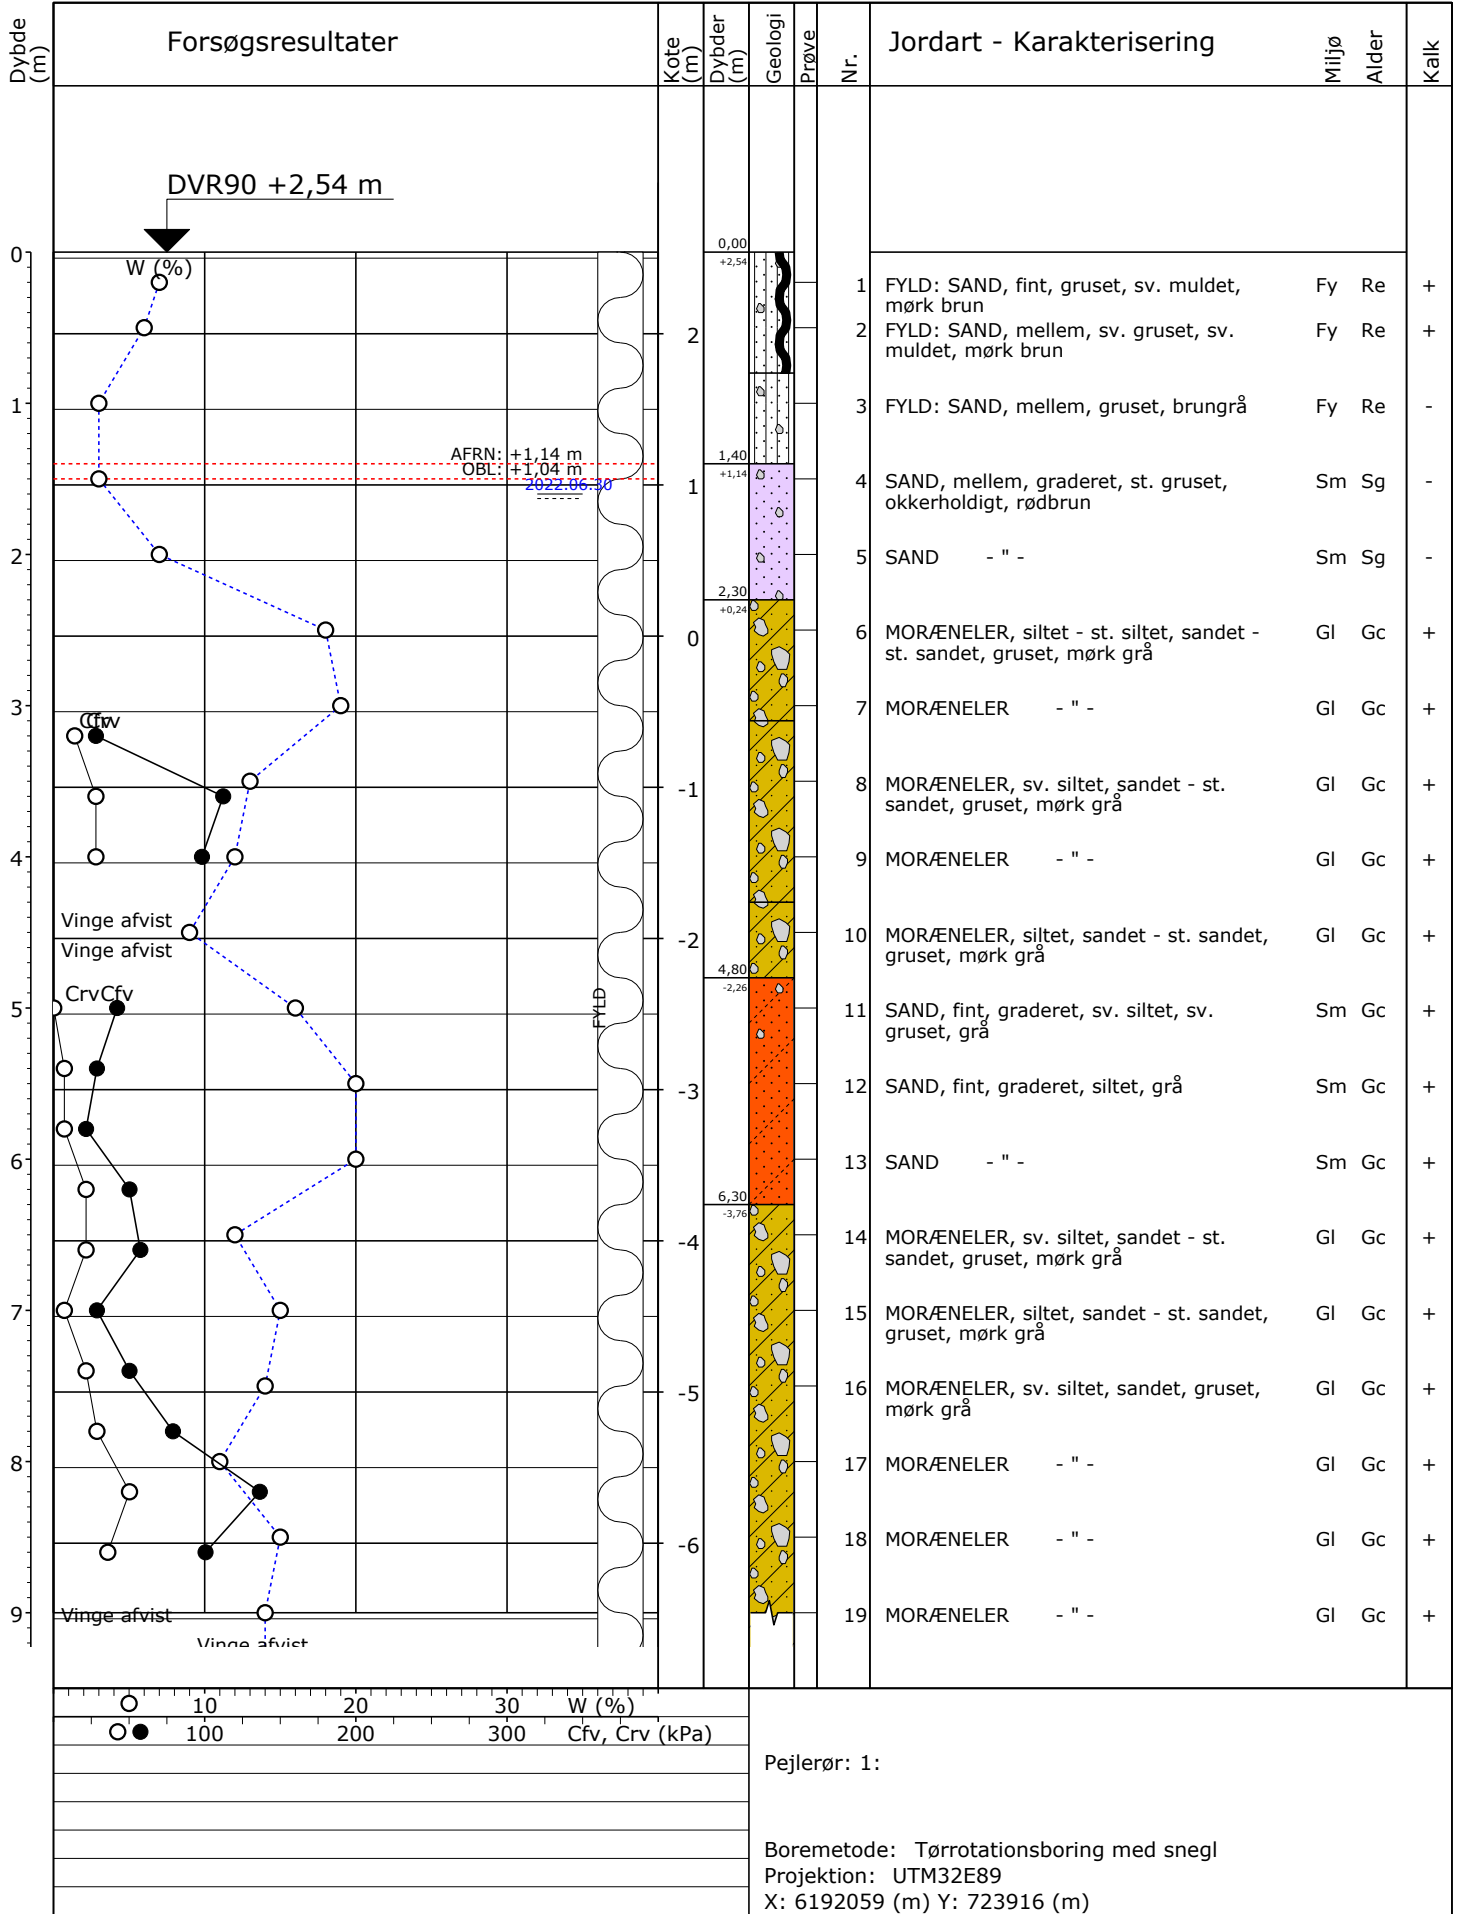 Dybde (m)
Forsøgsresultater
Kote (m)
Dybder (m)
Geologi
Prøve
Nr.
Jordart - Karakterisering
Miljø
Alder
Kalk
DVR90 +2,54 m
0
W (%)
0,00
+2,54
1 FYLD: SAND, fint, gruset, sv. muldet, Fy Re +
mørk brun
2
2 FYLD: SAND, mellem, sv. gruset, sv. Fy Re +
muldet, mørk brun
1
3 FYLD: SAND, mellem, gruset, brungrå Fy Re -
AFRN: +1,14 m
1,40
OBL: +1,04 m
+1,14
2022.06.30
1
4 SAND, mellem, graderet, st. gruset, Sm Sg -
okkerholdigt, rødbrun
2
5 SAND - " - Sm Sg -
2,30
+0,24
0
6 MORÆNELER, siltet - st. siltet, sandet - Gl Gc +
st. sandet, gruset, mørk grå
3
7 MORÆNELER - " - Gl Gc +
Crv Cfv
-1
8 MORÆNELER, sv. siltet, sandet - st. Gl Gc +
sandet, gruset, mørk grå
4
9 MORÆNELER - " - Gl Gc +
Vinge afvist
-2
10 MORÆNELER, siltet, sandet - st. sandet, Gl Gc +
gruset, mørk grå
Vinge afvist
4,80
-2,26
Crv Cfv
5
FYLD
11 SAND, fint, graderet, sv. siltet, sv. Sm Gc +
gruset, grå
-3
12 SAND, fint, graderet, siltet, grå Sm Gc +
6
13 SAND - " - Sm Gc +
6,30
-3,76
-4
14 MORÆNELER, sv. siltet, sandet - st. Gl Gc +
sandet, gruset, mørk grå
7
15 MORÆNELER, siltet, sandet - st. sandet, Gl Gc +
gruset, mørk grå
-5
16 MORÆNELER, sv. siltet, sandet, gruset, Gl Gc +
mørk grå
8
17 MORÆNELER - " - Gl Gc +
-6
18 MORÆNELER - " - Gl Gc +
9
Vinge afvist
19 MORÆNELER - " - Gl Gc +
Vinge afvist
10 20 30 W (%)
100 200 300 Cfv, Crv (kPa)
Pejlerør: 1:
Boremetode: Tørrotationsboring med snegl
Projektion: UTM32E89
X: 6192059 (m) Y: 723916 (m)